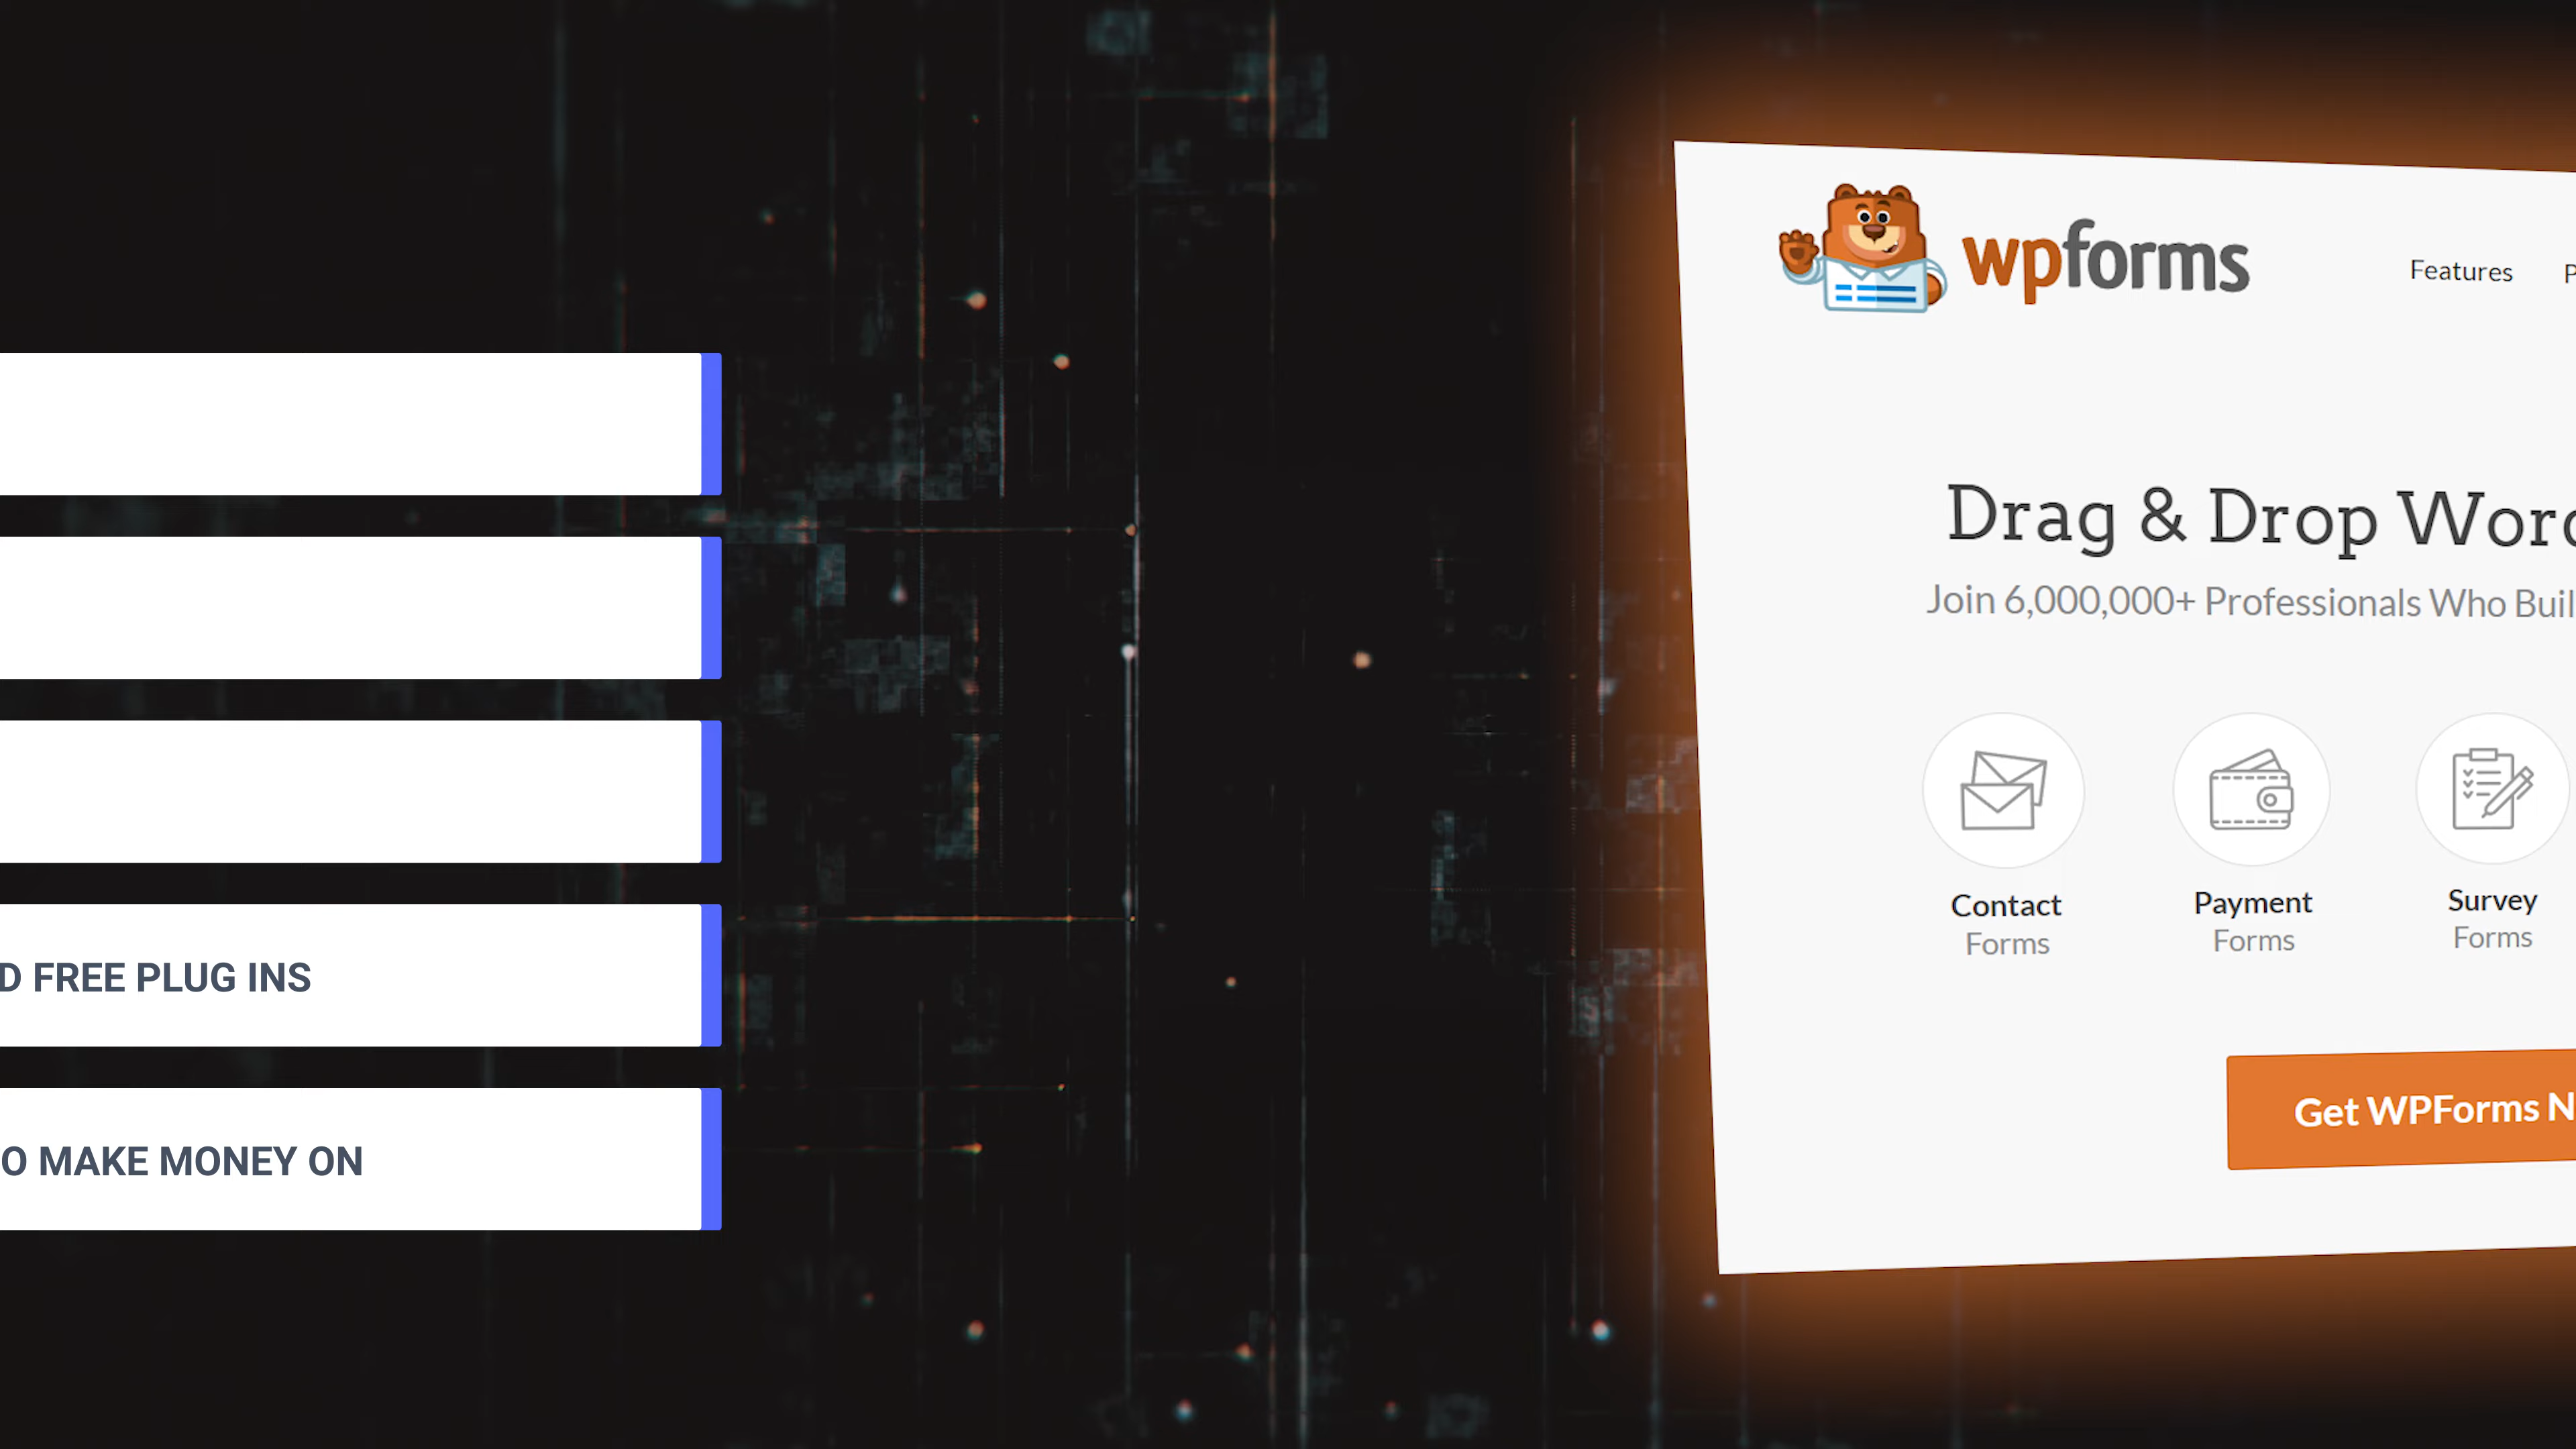 D FREE PLUG INS
O MAKE MONEY ON
wpforms
Features
Drag & Drop Word
Join 6,000,000+ Professionals Who Buil
Contact
Forms
Payment
Forms
Survey
Forms
Get WPForms N